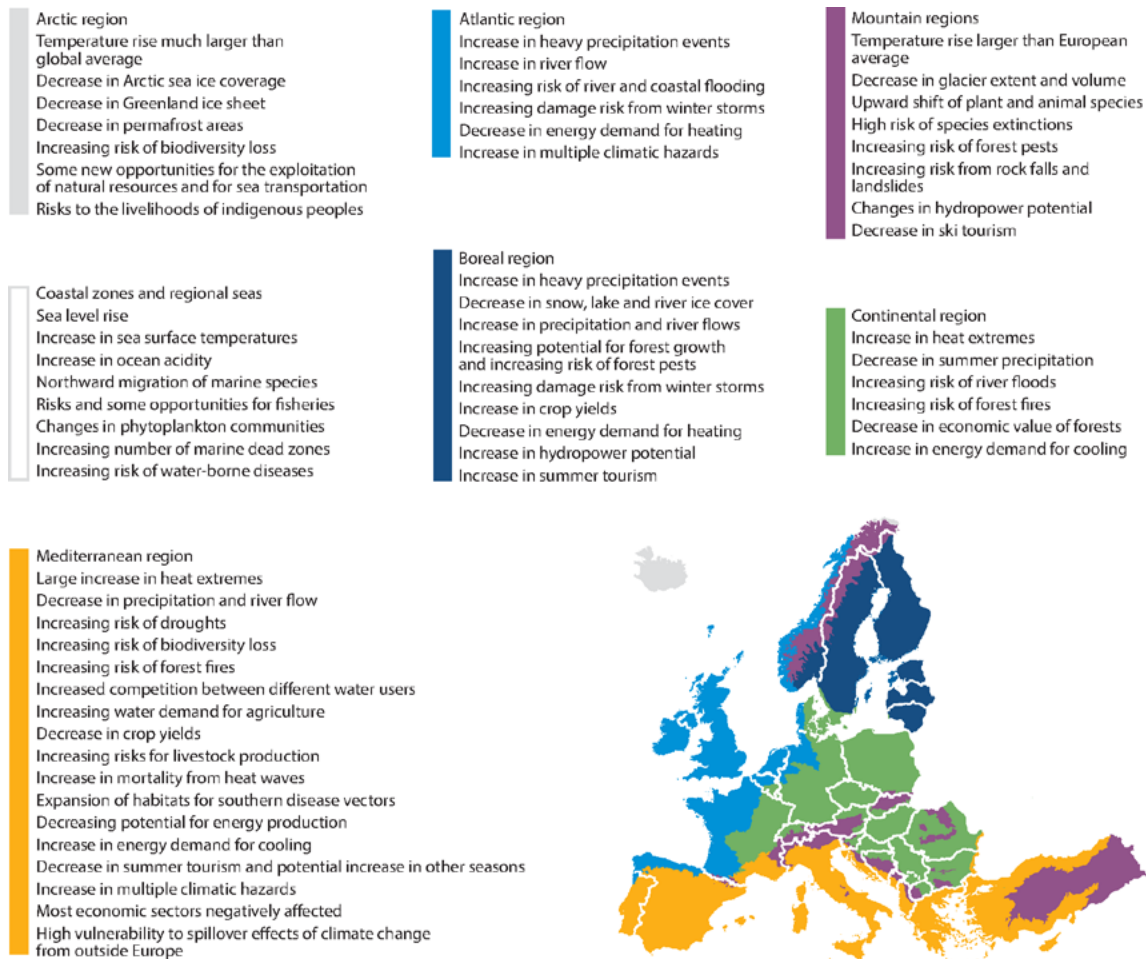 Arctic region
Temperature rise much larger than
global average
Decrease in Arctic sea ice coverage
Decrease in Greenland ice sheet
Decrease in permafrost areas
Increasing risk of biodiversity loss
Some new opportunities for the exploitation
of natural resources and for sea transportation
Risks to the livelihoods of indigenous peoples
Atlantic region
Increase in heavy precipitation events
Increase in river flow
Increasing risk of river and coastal flooding
Increasing damage risk from winter storms
Decrease in energy demand for heating
Increase in multiple climatic hazards
Mountain regions
Temperature rise larger than European
average
Decrease in glacier extent and volume
Upward shift of plant and animal species
High risk of species extinctions
Increasing risk of forest pests
Increasing risk from rock falls and
landslides
Changes in hydropower potential
Decrease in ski tourism
Coastal zones and regional seas
Sea level rise
Increase in sea surface temperatures
Increase in ocean acidity
Northward migration of marine species
Risks and some opportunities for fisheries
Changes in phytoplankton communities
Increasing number of marine dead zones
Increasing risk of water-borne diseases
Boreal region
Increase in heavy precipitation events
Decrease in snow, lake and river ice cover
Increase in precipitation and river flows
Increasing potential for forest growth
and increasing risk of forest pests
Increasing damage risk from winter storms
Increase in crop yields
Decrease in energy demand for heating
Increase in hydropower potential
Increase in summer tourism
Continental region
Increase in heat extremes
Decrease in summer precipitation
Increasing risk of river floods
Increasing risk of forest fires
Decrease in economic value of forests
Increase in energy demand for cooling
Mediterranean region
Large increase in heat extremes
Decrease in precipitation and river flow
Increasing risk of droughts
Increasing risk of biodiversity loss
Increasing risk of forest fires
Increased competition between different water users
Increasing water demand for agriculture
Decrease in crop yields
Increasing risks for livestock production
Increase in mortality from heat waves
Expansion of habitats for southern disease vectors
Decreasing potential for energy production
Increase in energy demand for cooling
Decrease in summer tourism and potential increase in other seasons
Increase in multiple climatic hazards
Most economic sectors negatively affected
High vulnerability to spillover effects of climate change
from outside Europe